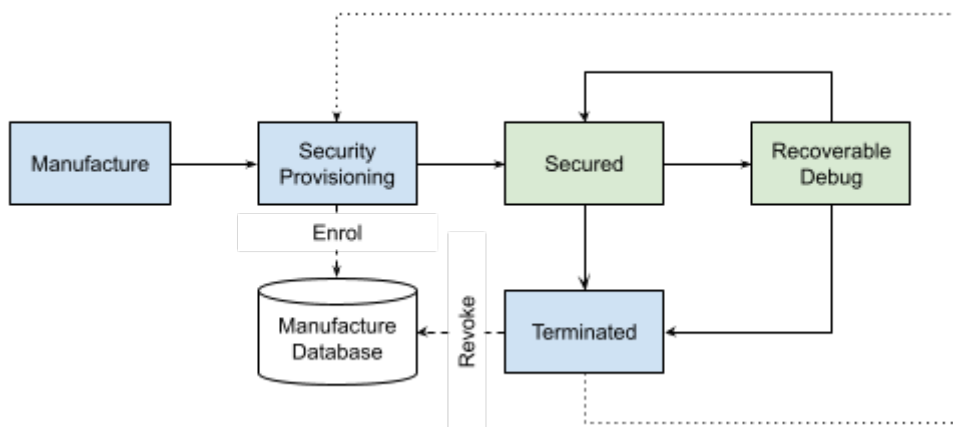 Manufacture
Security
Provisioning
Secured
Recoverable
Debug
Enrol
Manufacture
Database
Revoke
Terminated